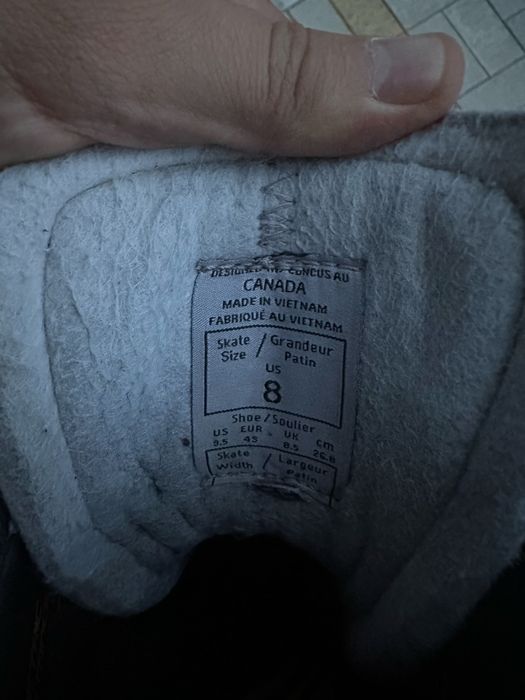 CANADA
MADE IN VIETNAM
FABRIQUÉ AU VIETNAM
Skate / Grandeur
Size Patin
US
8
Shoe / Soulier
US EUR UK cm
9.5 43 8.5 26.8
Skate / Largeur
Width Patin